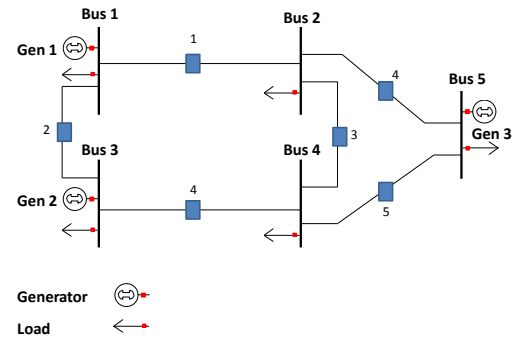 Bus 1
Bus 2
1
Gen 1
4
Bus 5
2
3
Gen 3
Bus 3
Bus 4
Gen 2
4
5
Generator
Load